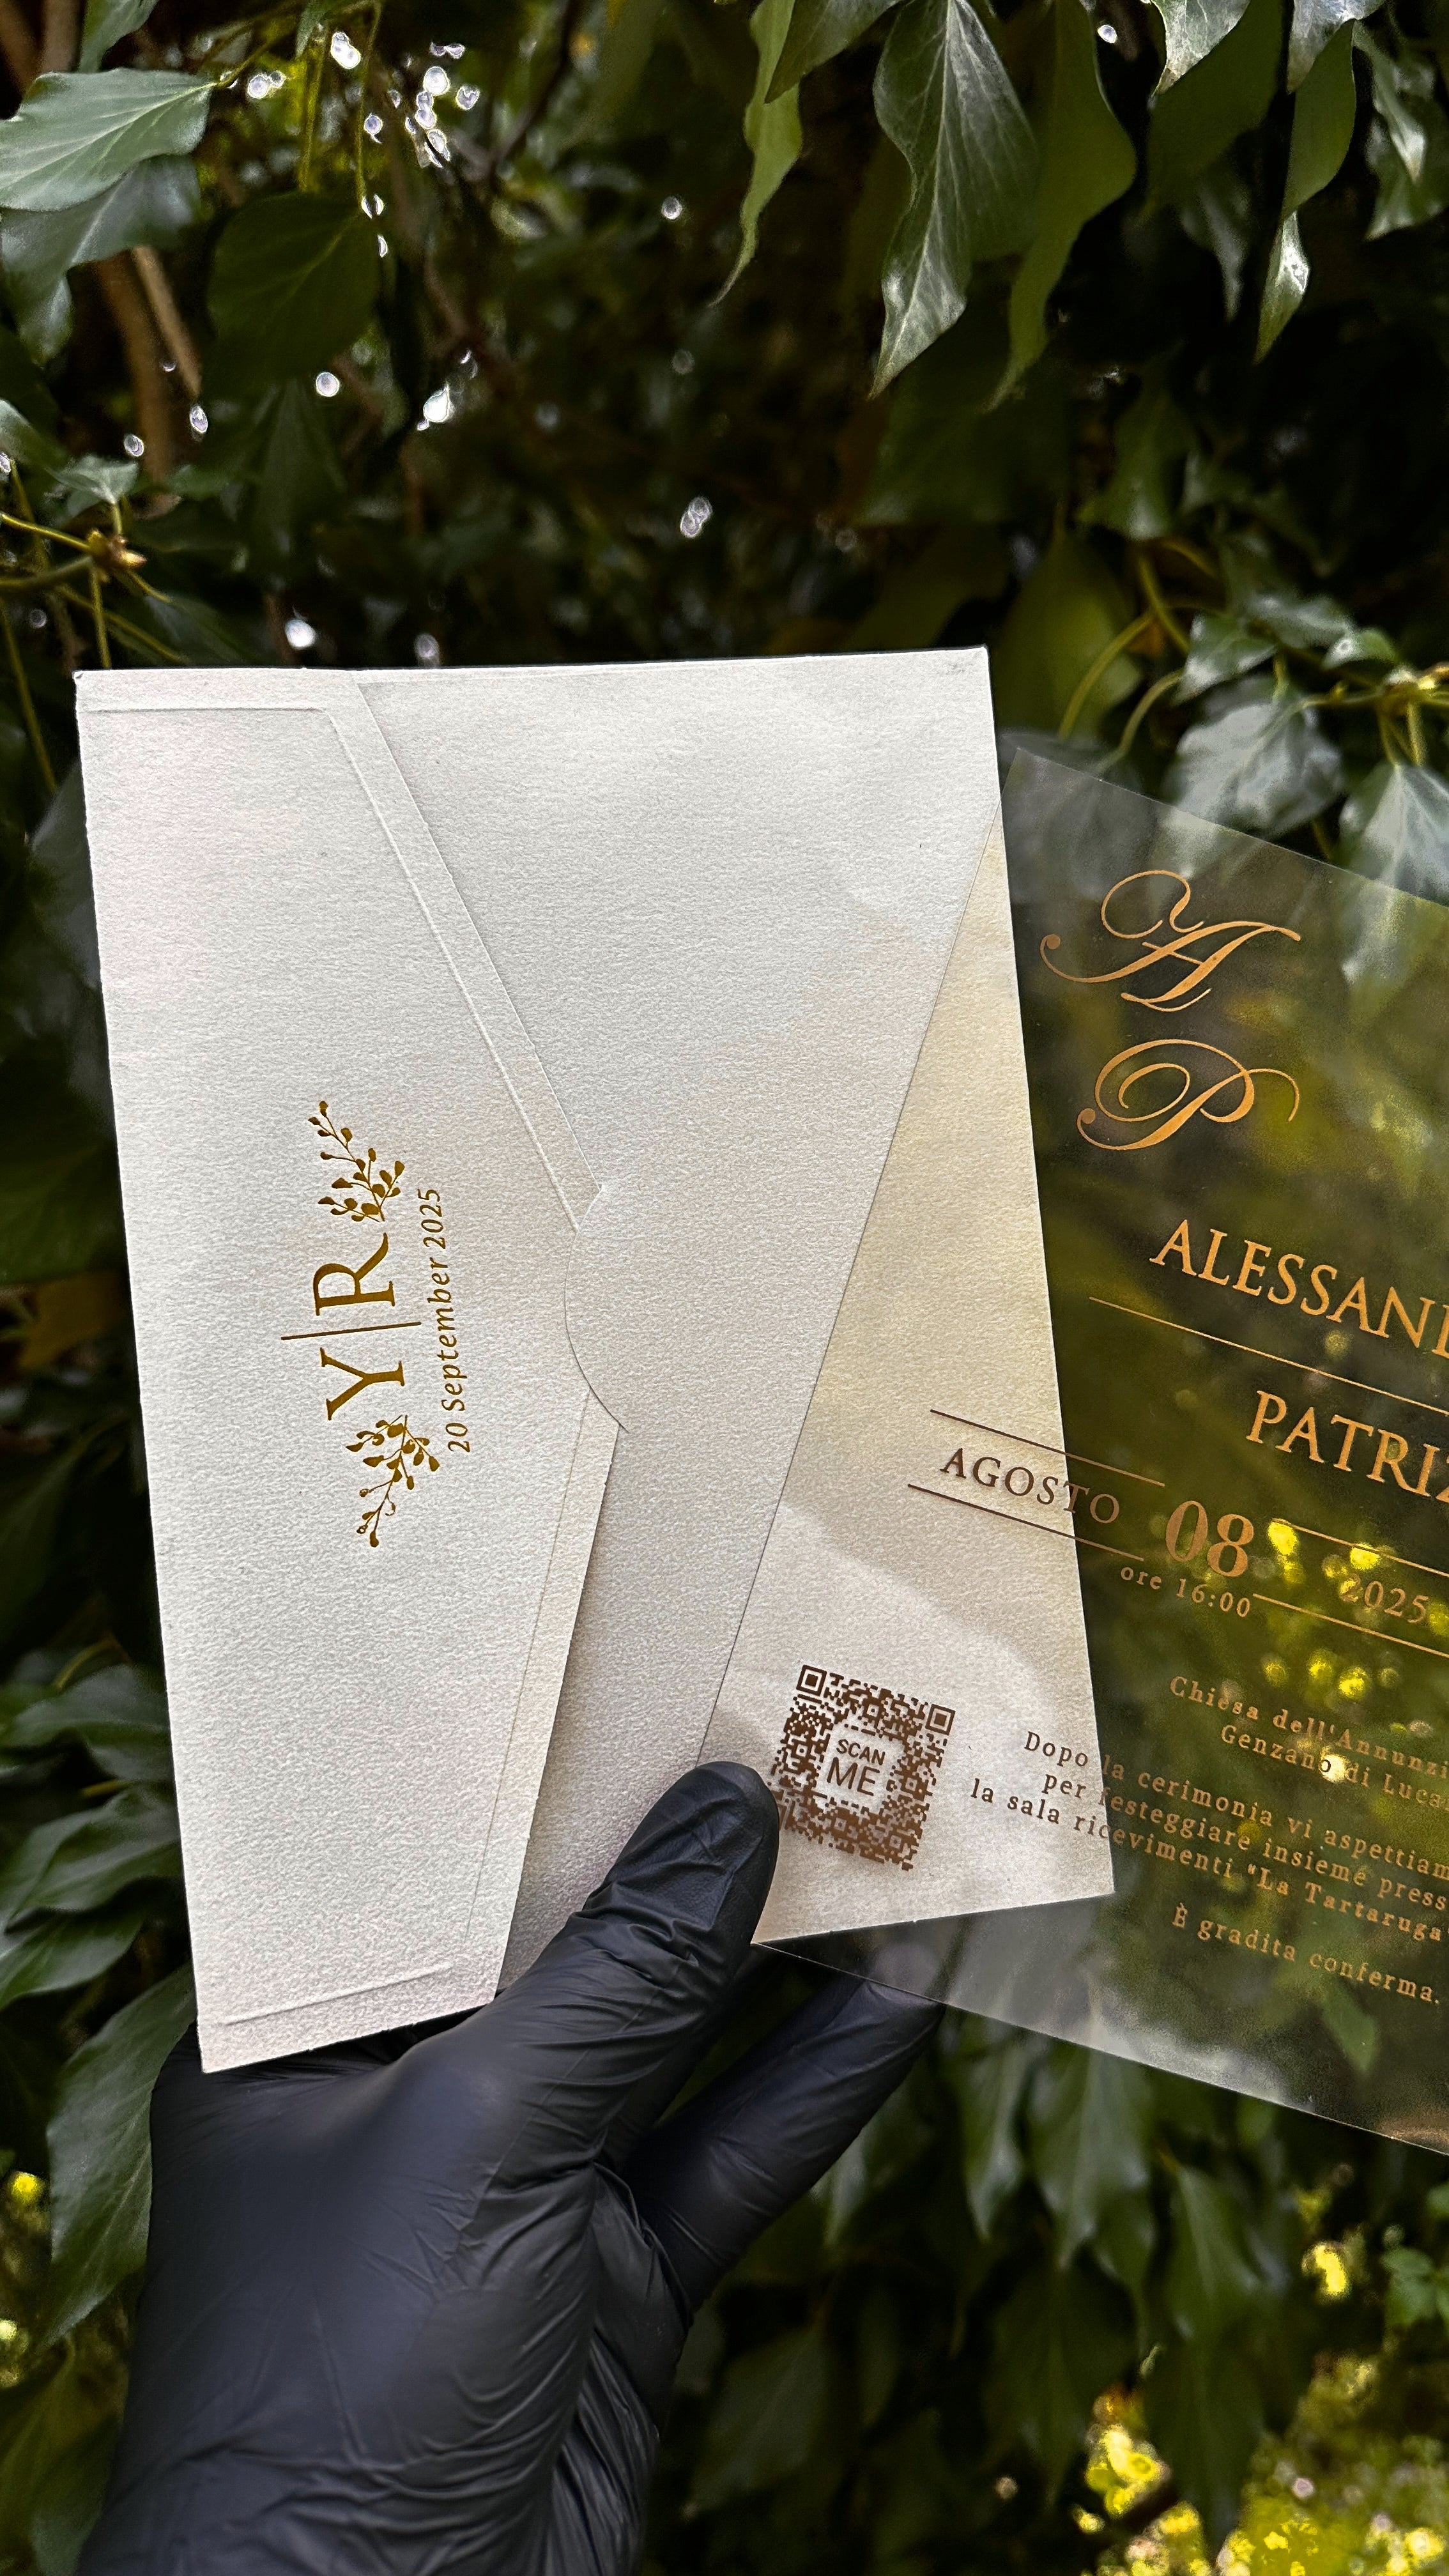 Y|R
20 September 2025
A
P
ALESSAND
PATRIZ
AGOSTO 08 2025
ore 16:00
Chiesa dell'Annunzi
Genzano di Luca
Dopo la cerimonia vi aspettiam
per festeggiare insieme press
la sala ricevimenti "La Tartaruga"
È gradita conferma.
SCAN
ME